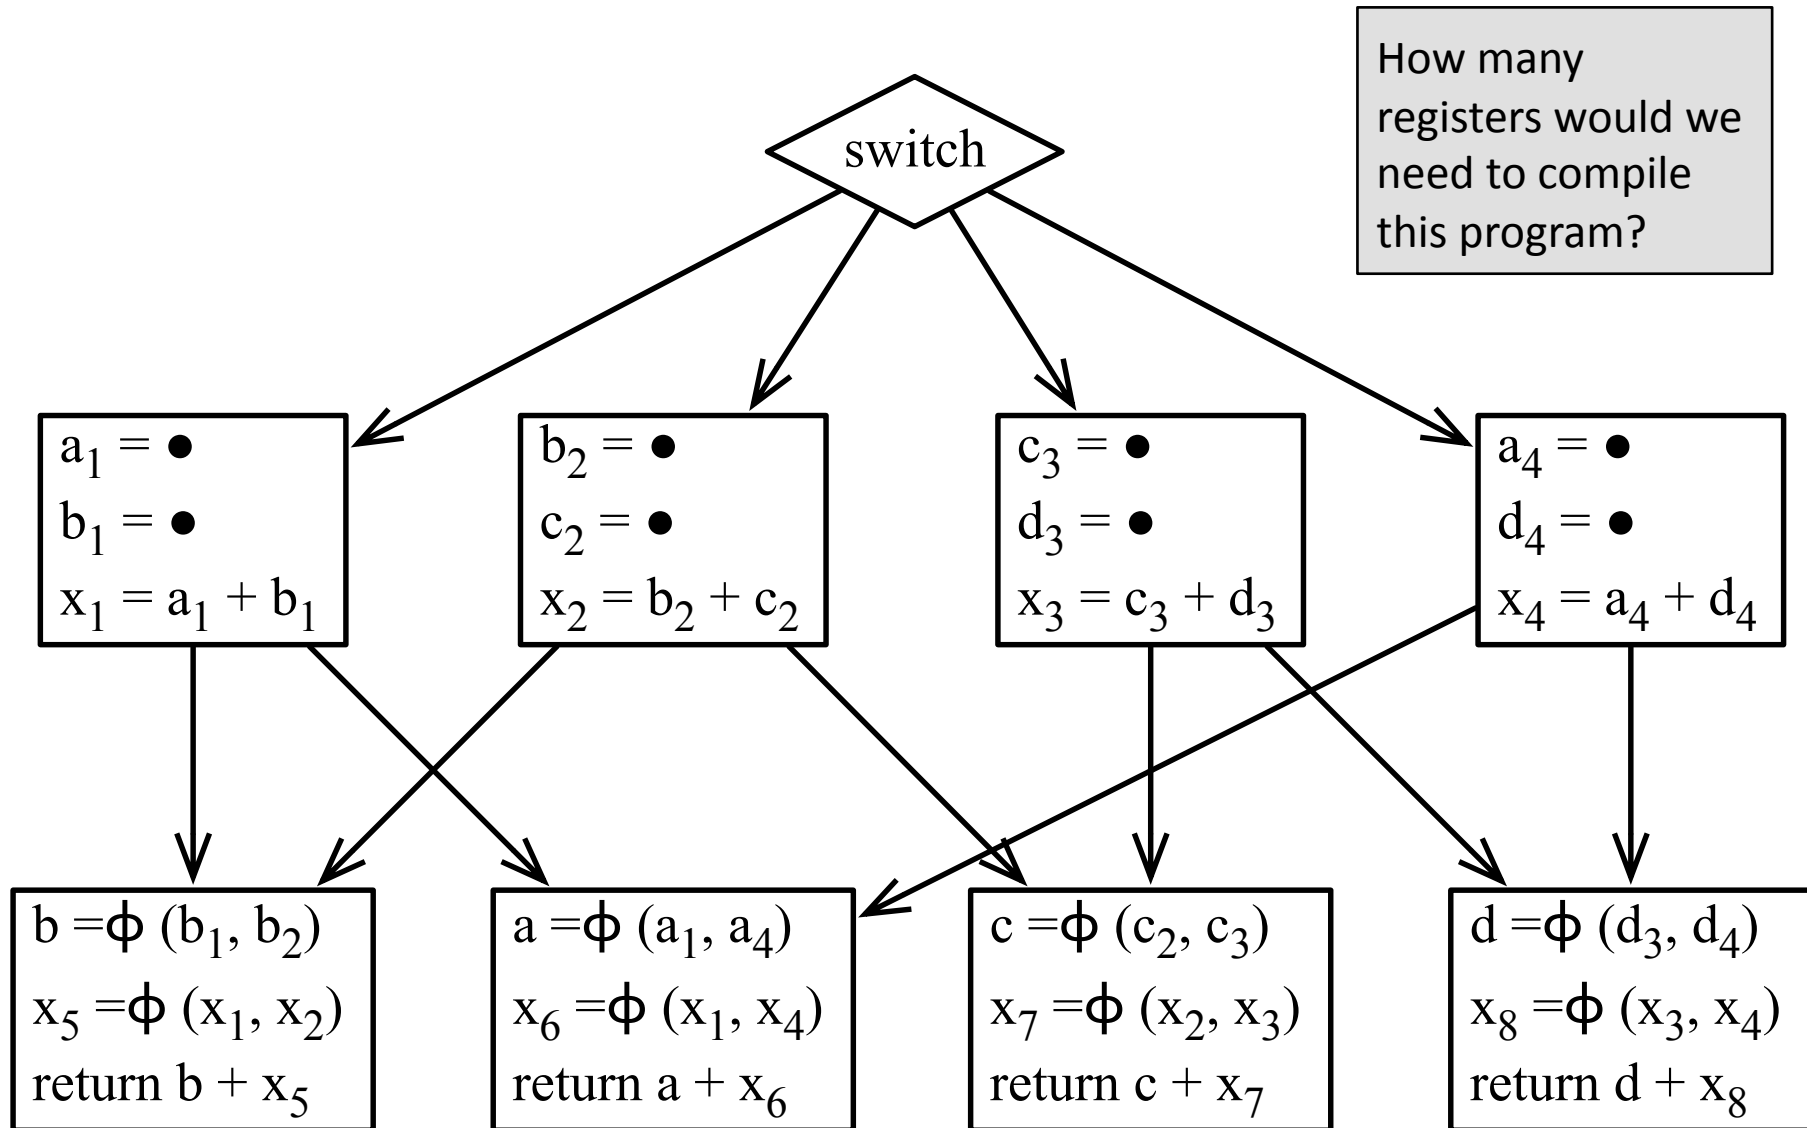 How many
registers would we
need to compile
this program?
switch
a₁ = ●
b₁ = ●
x₁ = a₁ + b₁
b₂ = ●
c₂ = ●
x₂ = b₂ + c₂
c₃ = ●
d₃ = ●
x₃ = c₃ + d₃
a₄ = ●
d₄ = ●
x₄ = a₄ + d₄
b =ϕ (b₁, b₂)
x₅ =ϕ (x₁, x₂)
return b + x₅
a =ϕ (a₁, a₄)
x₆ =ϕ (x₁, x₄)
return a + x₆
c =ϕ (c₂, c₃)
x₇ =ϕ (x₂, x₃)
return c + x₇
d =ϕ (d₃, d₄)
x₈ =ϕ (x₃, x₄)
return d + x₈